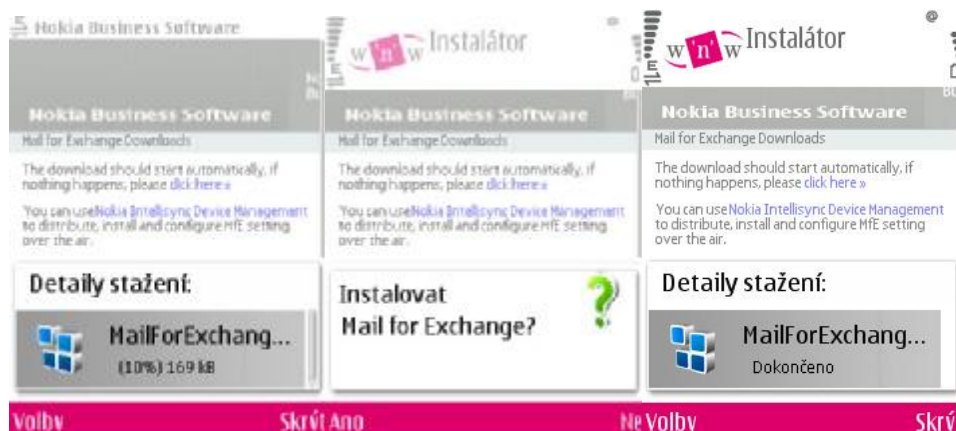 Nokia Business Software
Nokia Business Software
Mail for Exchange Downloads
The download should start automatically, if
nothing happens, please click here »
You can use Nokia Intellisync Device Management
to distribute, install and configure MfE setting
over the air.
Detaily stažení:
MailForExchang...
(10%) 169 kB
Volby
Skrýt
w 'n' w Instalátor
Nokia Business Software
Mail for Exchange Downloads
The download should start automatically, if
nothing happens, please click here »
You can use Nokia Intellisync Device Management
to distribute, install and configure MfE setting
over the air.
Instalovat
Mail for Exchange?
Ano
Ne
w 'n' w Instalátor
Nokia Business Software
Mail for Exchange Downloads
The download should start automatically, if
nothing happens, please click here »
You can use Nokia Intellisync Device Management
to distribute, install and configure MfE setting
over the air.
Detaily stažení:
MailForExchang...
Dokončeno
Volby
Skrý